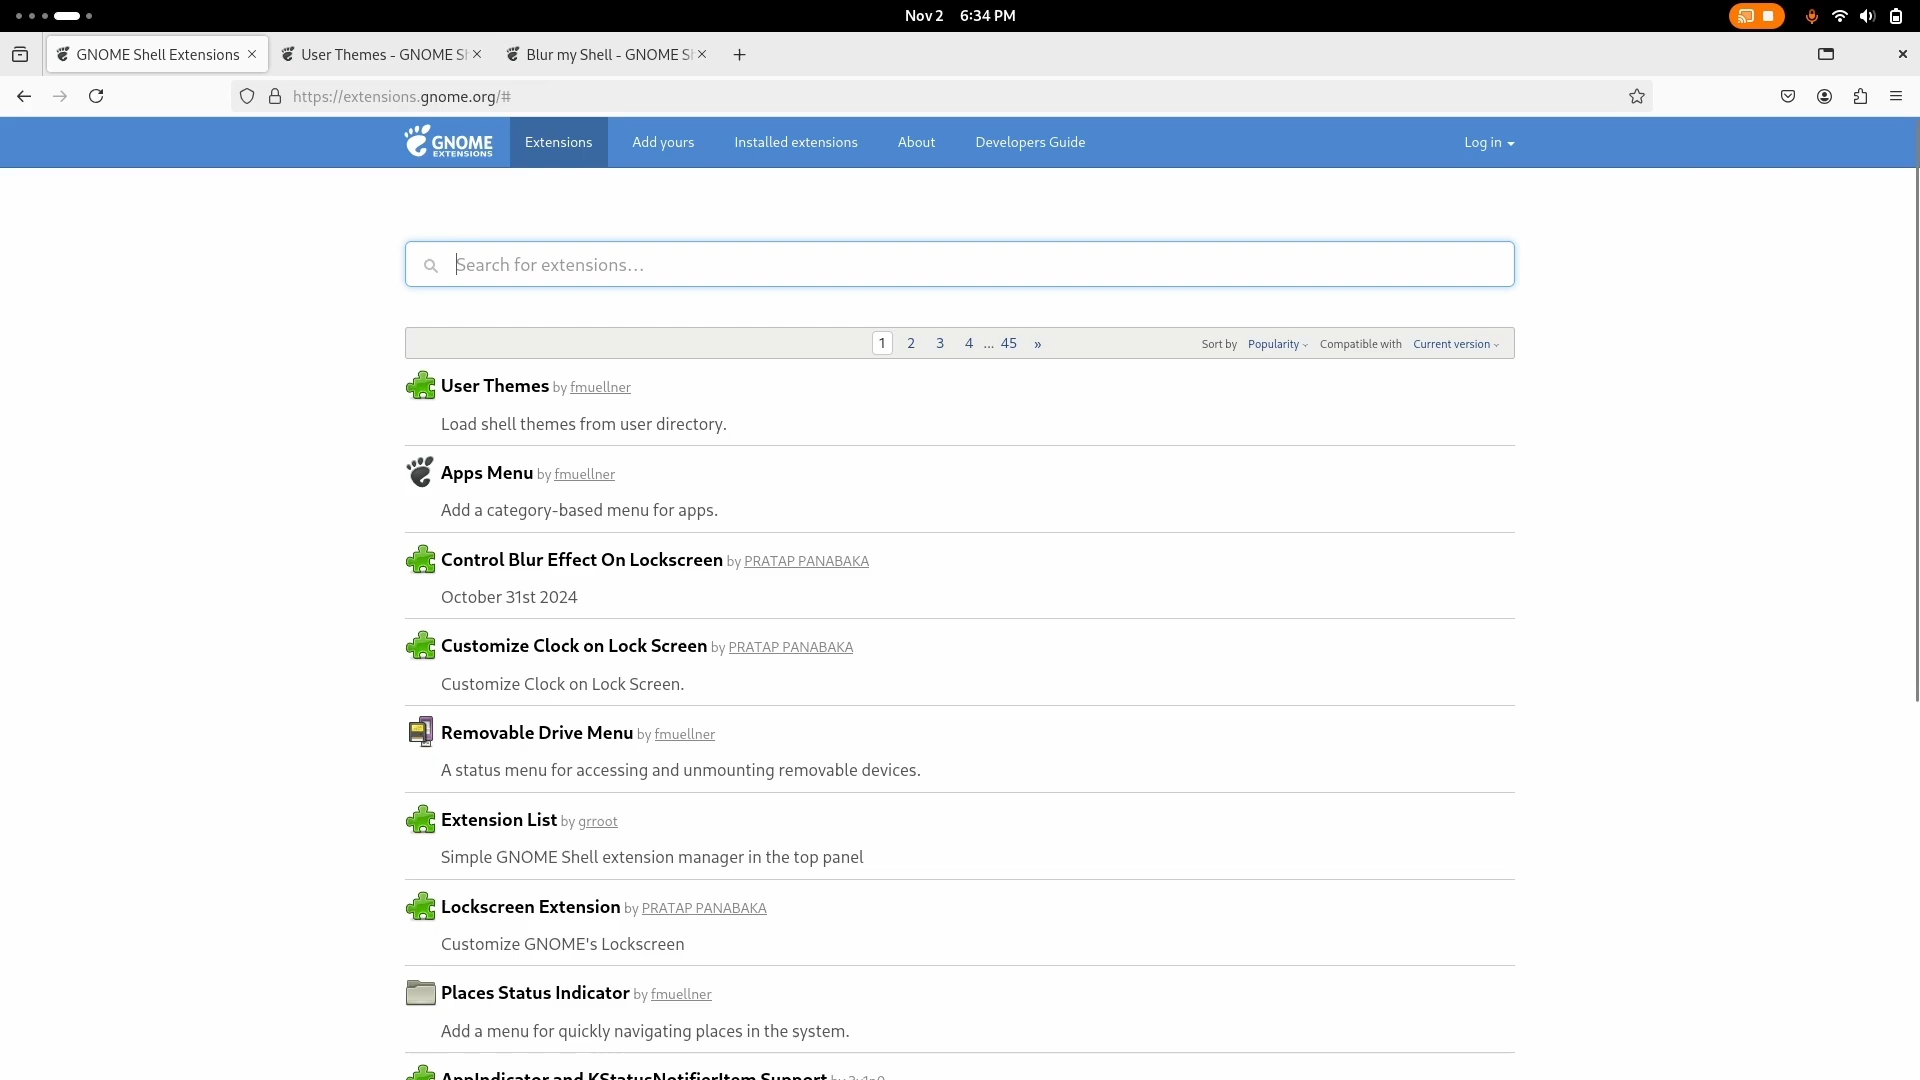 Nov 2 6:34 PM
GNOME Shell Extensions
User Themes - GNOME Sh
Blur my Shell - GNOME Sh
https://extensions.gnome.org/#
GNOME EXTENSIONS
Extensions
Add yours
Installed extensions
About
Developers Guide
Log in
Search for extensions…
1 2 3 4 … 45 »
Sort by Popularity Compatible with Current version
User Themes by fmuellner
Load shell themes from user directory.
Apps Menu by fmuellner
Add a category-based menu for apps.
Control Blur Effect On Lockscreen by PRATAP PANABAKA
October 31st 2024
Customize Clock on Lock Screen by PRATAP PANABAKA
Customize Clock on Lock Screen.
Removable Drive Menu by fmuellner
A status menu for accessing and unmounting removable devices.
Extension List by grroot
Simple GNOME Shell extension manager in the top panel
Lockscreen Extension by PRATAP PANABAKA
Customize GNOME's Lockscreen
Places Status Indicator by fmuellner
Add a menu for quickly navigating places in the system.
AppIndicator and KStatusNotifierItem Support by